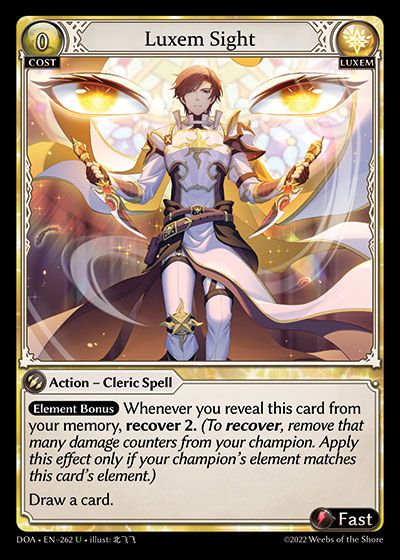 0
Luxem Sight
COST
LUXEM
Action – Cleric Spell
Element Bonus Whenever you reveal this card from
your memory, recover 2. (To recover, remove that
many damage counters from your champion. Apply
this effect only if your champion's element matches
this card's element.)
Draw a card.
DOA • EN-262 U • illust: 北飞飞
©2022 Weebs of the Shore
Fast